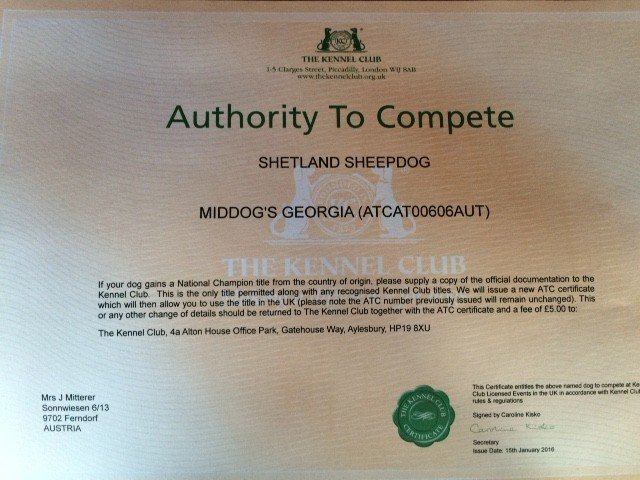 THE KENNEL CLUB
1-5 Clarges Street, Piccadilly, London W1J 8AB
www.thekennelclub.org.uk
Authority To Compete
SHETLAND SHEEPDOG
MIDDOG'S GEORGIA (ATCAT00606AUT)
THE KENNEL CLUB
If your dog gains a National Champion title from the country of origin, please supply a copy of the official documentation to the
Kennel Club. This is the only title permitted along with any recognised Kennel Club titles. We will issue a new ATC certificate
which will then allow you to use the title in the UK (please note the ATC number previously issued will remain unchanged). This
or any other change of details should be returned to The Kennel Club together with the ATC certificate and a fee of £5.00 to:
The Kennel Club, 4a Alton House Office Park, Gatehouse Way, Aylesbury, HP19 8XU
Mrs J Mitterer
Sonnwiesen 6/13
9702 Ferndorf
AUSTRIA
THE KENNEL CLUB
CERTIFICATE
This Certificate entitles the above named dog to compete at Ke
Club Licensed Events in the UK in accordance with Kennel Club
rules & regulations
Signed by Caroline Kisko
Caroline Kisko
Secretary
Issue Date: 15th January 2016